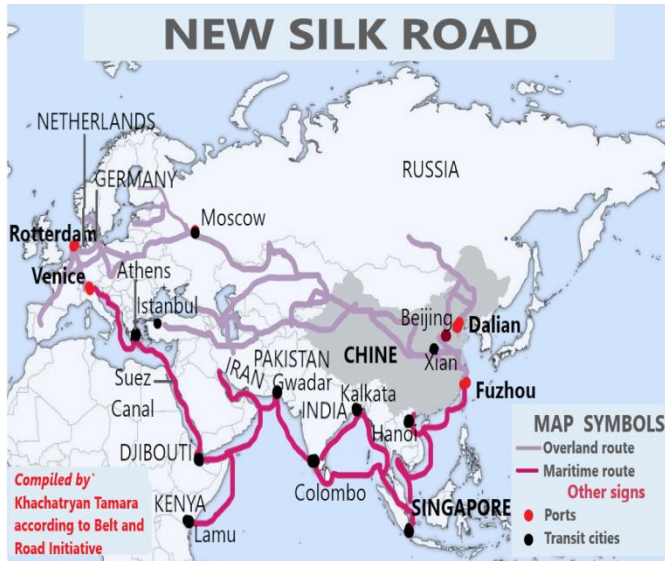 NEW SILK ROAD
NETHERLANDS
GERMANY
RUSSIA
Moscow
Rotterdam
Venice
Athens
Istanbul
Beijing
Dalian
CHINE
Xian
PAKISTAN
IRAN
Gwadar
Kalkata
INDIA
Fuzhou
Suez
Canal
Hanoi
DJIBOUTI
Colombo
SINGAPORE
KENYA
Lamu
Compiled by`
Khachatryan Tamara
according to Belt and
Road Initiative
MAP SYMBOLS
Overland route
Maritime route
Other signs
Ports
Transit cities